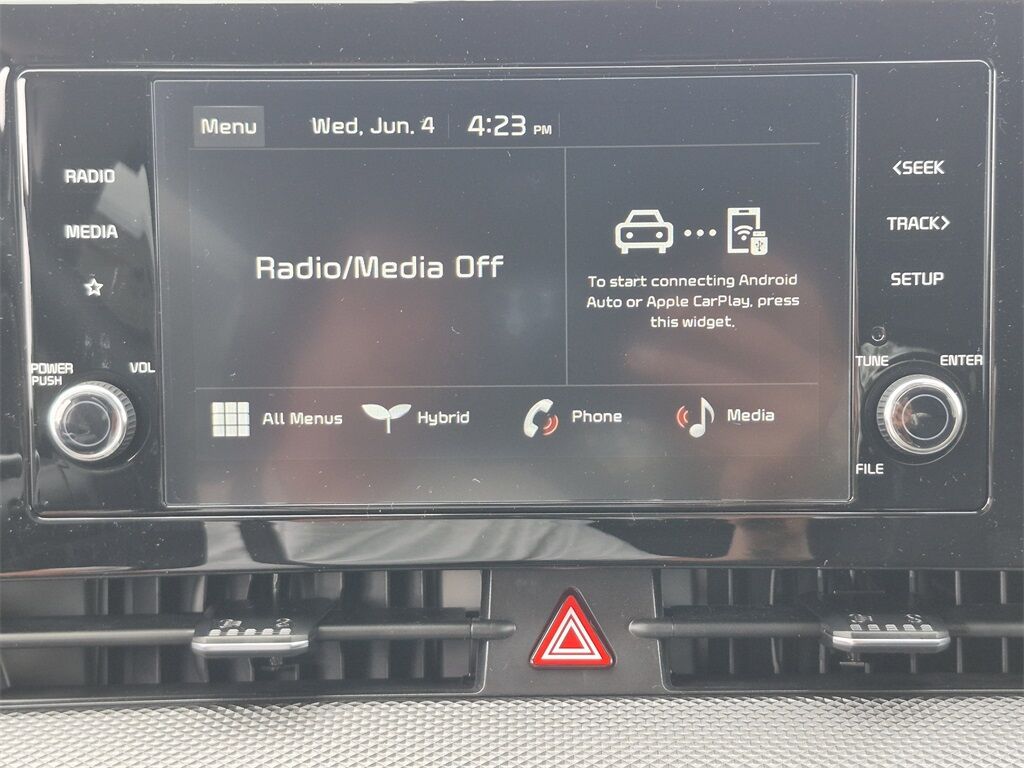 Menu
Wed, Jun. 4
4:23 PM
RADIO
MEDIA
POWER
PUSH
VOL
Radio/Media Off
To start connecting Android
Auto or Apple CarPlay, press
this widget.
All Menus
Hybrid
Phone
Media
<SEEK
TRACK>
SETUP
TUNE
ENTER
FILE